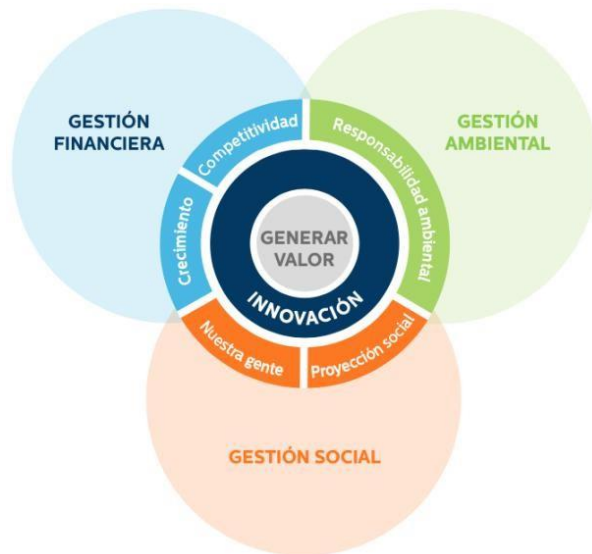 GESTIÓN
FINANCIERA
GESTIÓN
AMBIENTAL
Competitividad
Responsabilidad ambiental
Crecimiento
GENERAR
VALOR
INNOVACIÓN
Nuestra gente
Proyección social
GESTIÓN SOCIAL